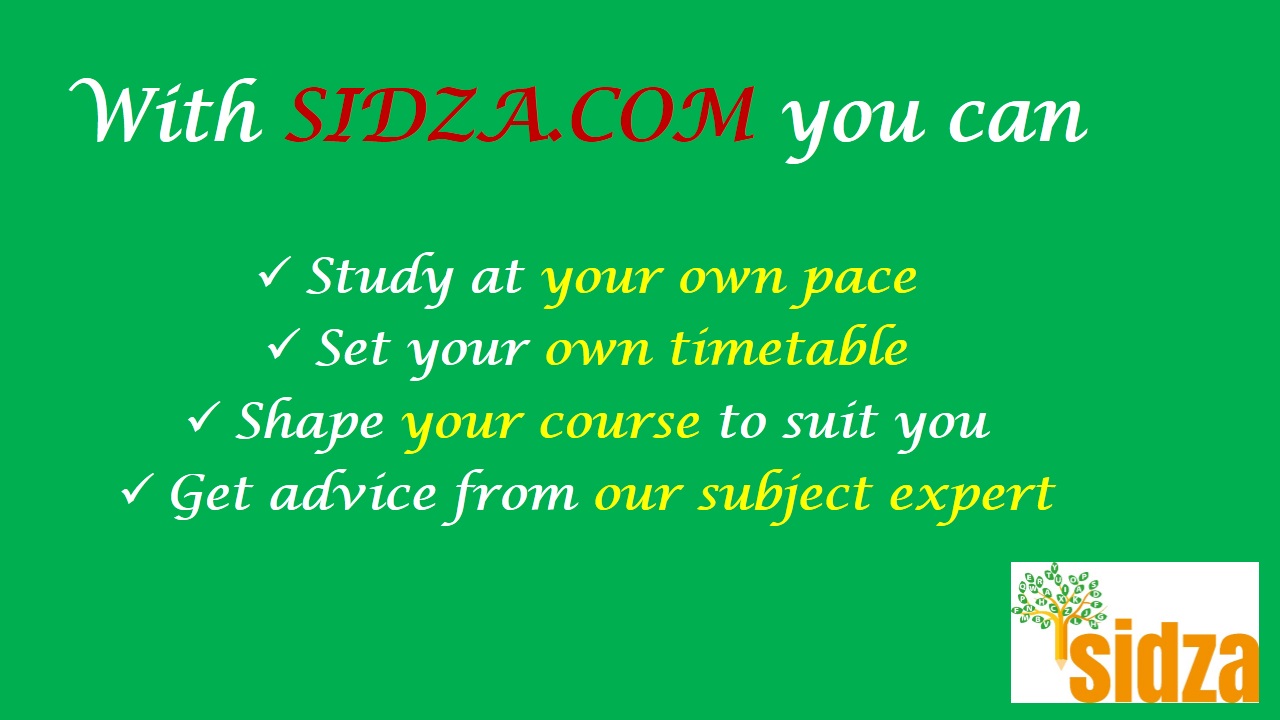 With SIDZA.COM you can
✓ Study at your own pace
✓ Set your own timetable
✓ Shape your course to suit you
✓ Get advice from our subject expert
sidza